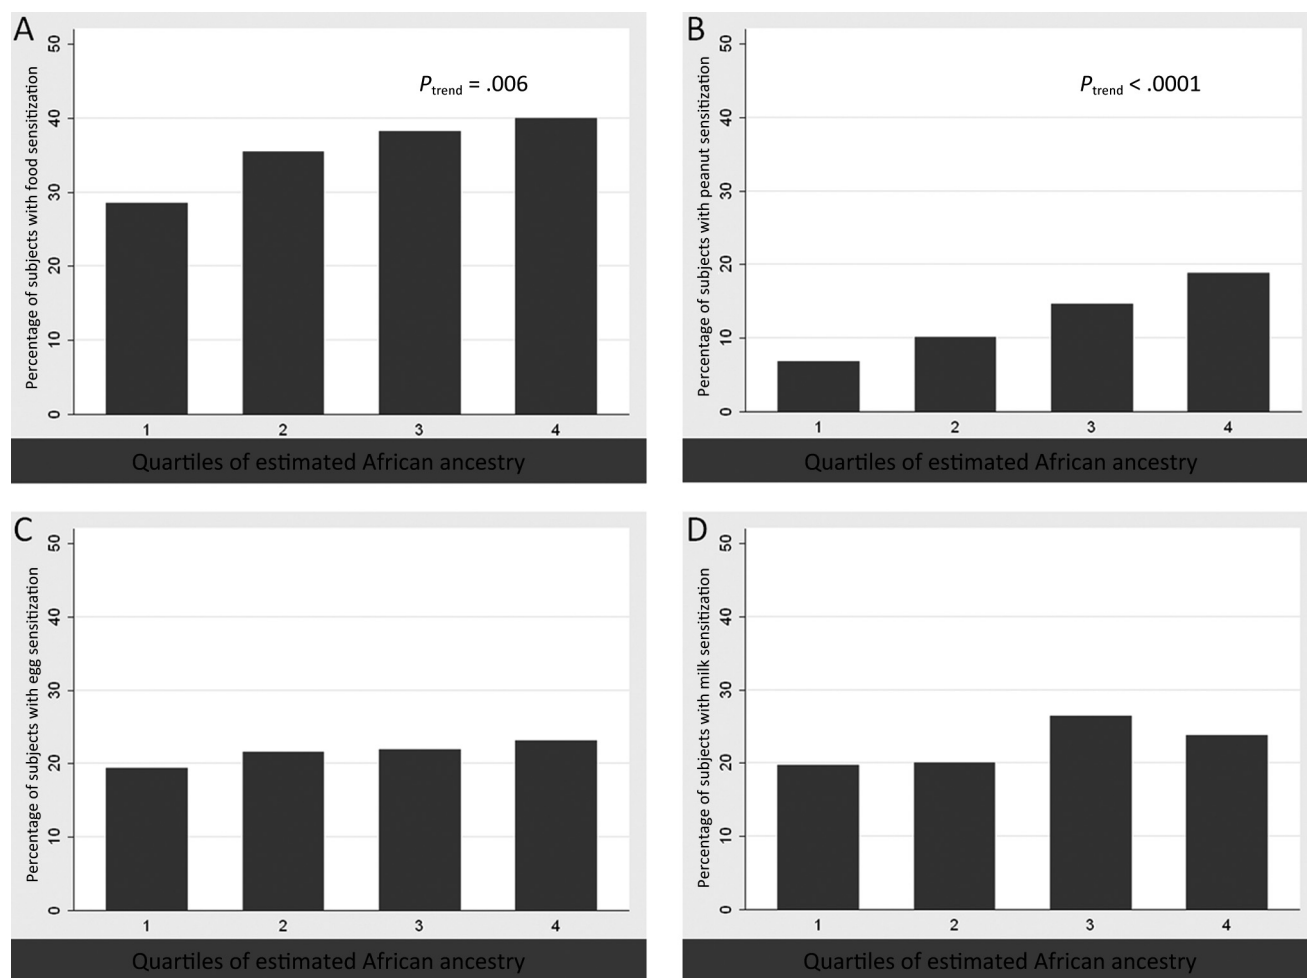 A
Percentage of subjects with food sensitization
50
40
30
20
10
0
P trend = .006
1 2 3 4
Quartiles of estimated African ancestry
B
Percentage of subjects with peanut sensitization
50
40
30
20
10
0
P trend < .0001
1 2 3 4
Quartiles of estimated African ancestry
C
Percentage of subjects with egg sensitization
50
40
30
20
10
0
1 2 3 4
Quartiles of estimated African ancestry
D
Percentage of subjects with milk sensitization
50
40
30
20
10
0
1 2 3 4
Quartiles of estimated African ancestry